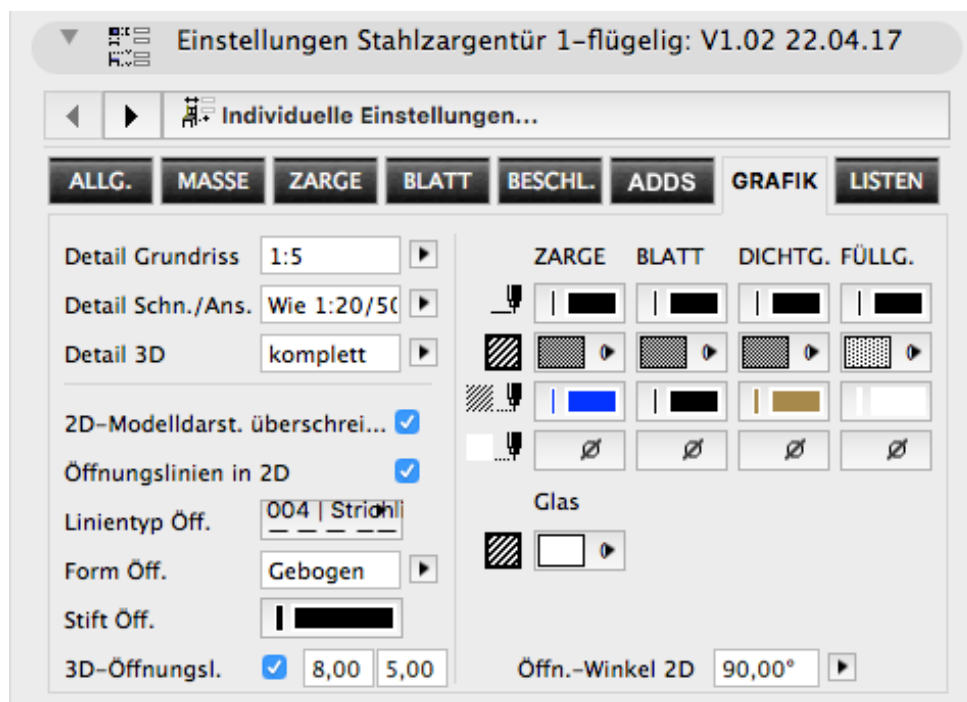 Einstellungen Stahlzargentür 1-flügelig: V1.02 22.04.17
Individuelle Einstellungen...
ALLG. MASSE ZARGE BLATT BESCHL. ADDS GRAFIK LISTEN
Detail Grundriss 1:5
Detail Schn./Ans. Wie 1:20/50
Detail 3D komplett
2D-Modelldarst. überschrei...
Öffnungslinien in 2D
Linientyp Öff. 004 | Strichli
Form Öff. Gebogen
Stift Öff.
3D-Öffnungsl. 8,00 5,00
ZARGE BLATT DICHTG. FÜLLG.
Glas
Öffn.-Winkel 2D 90,00°